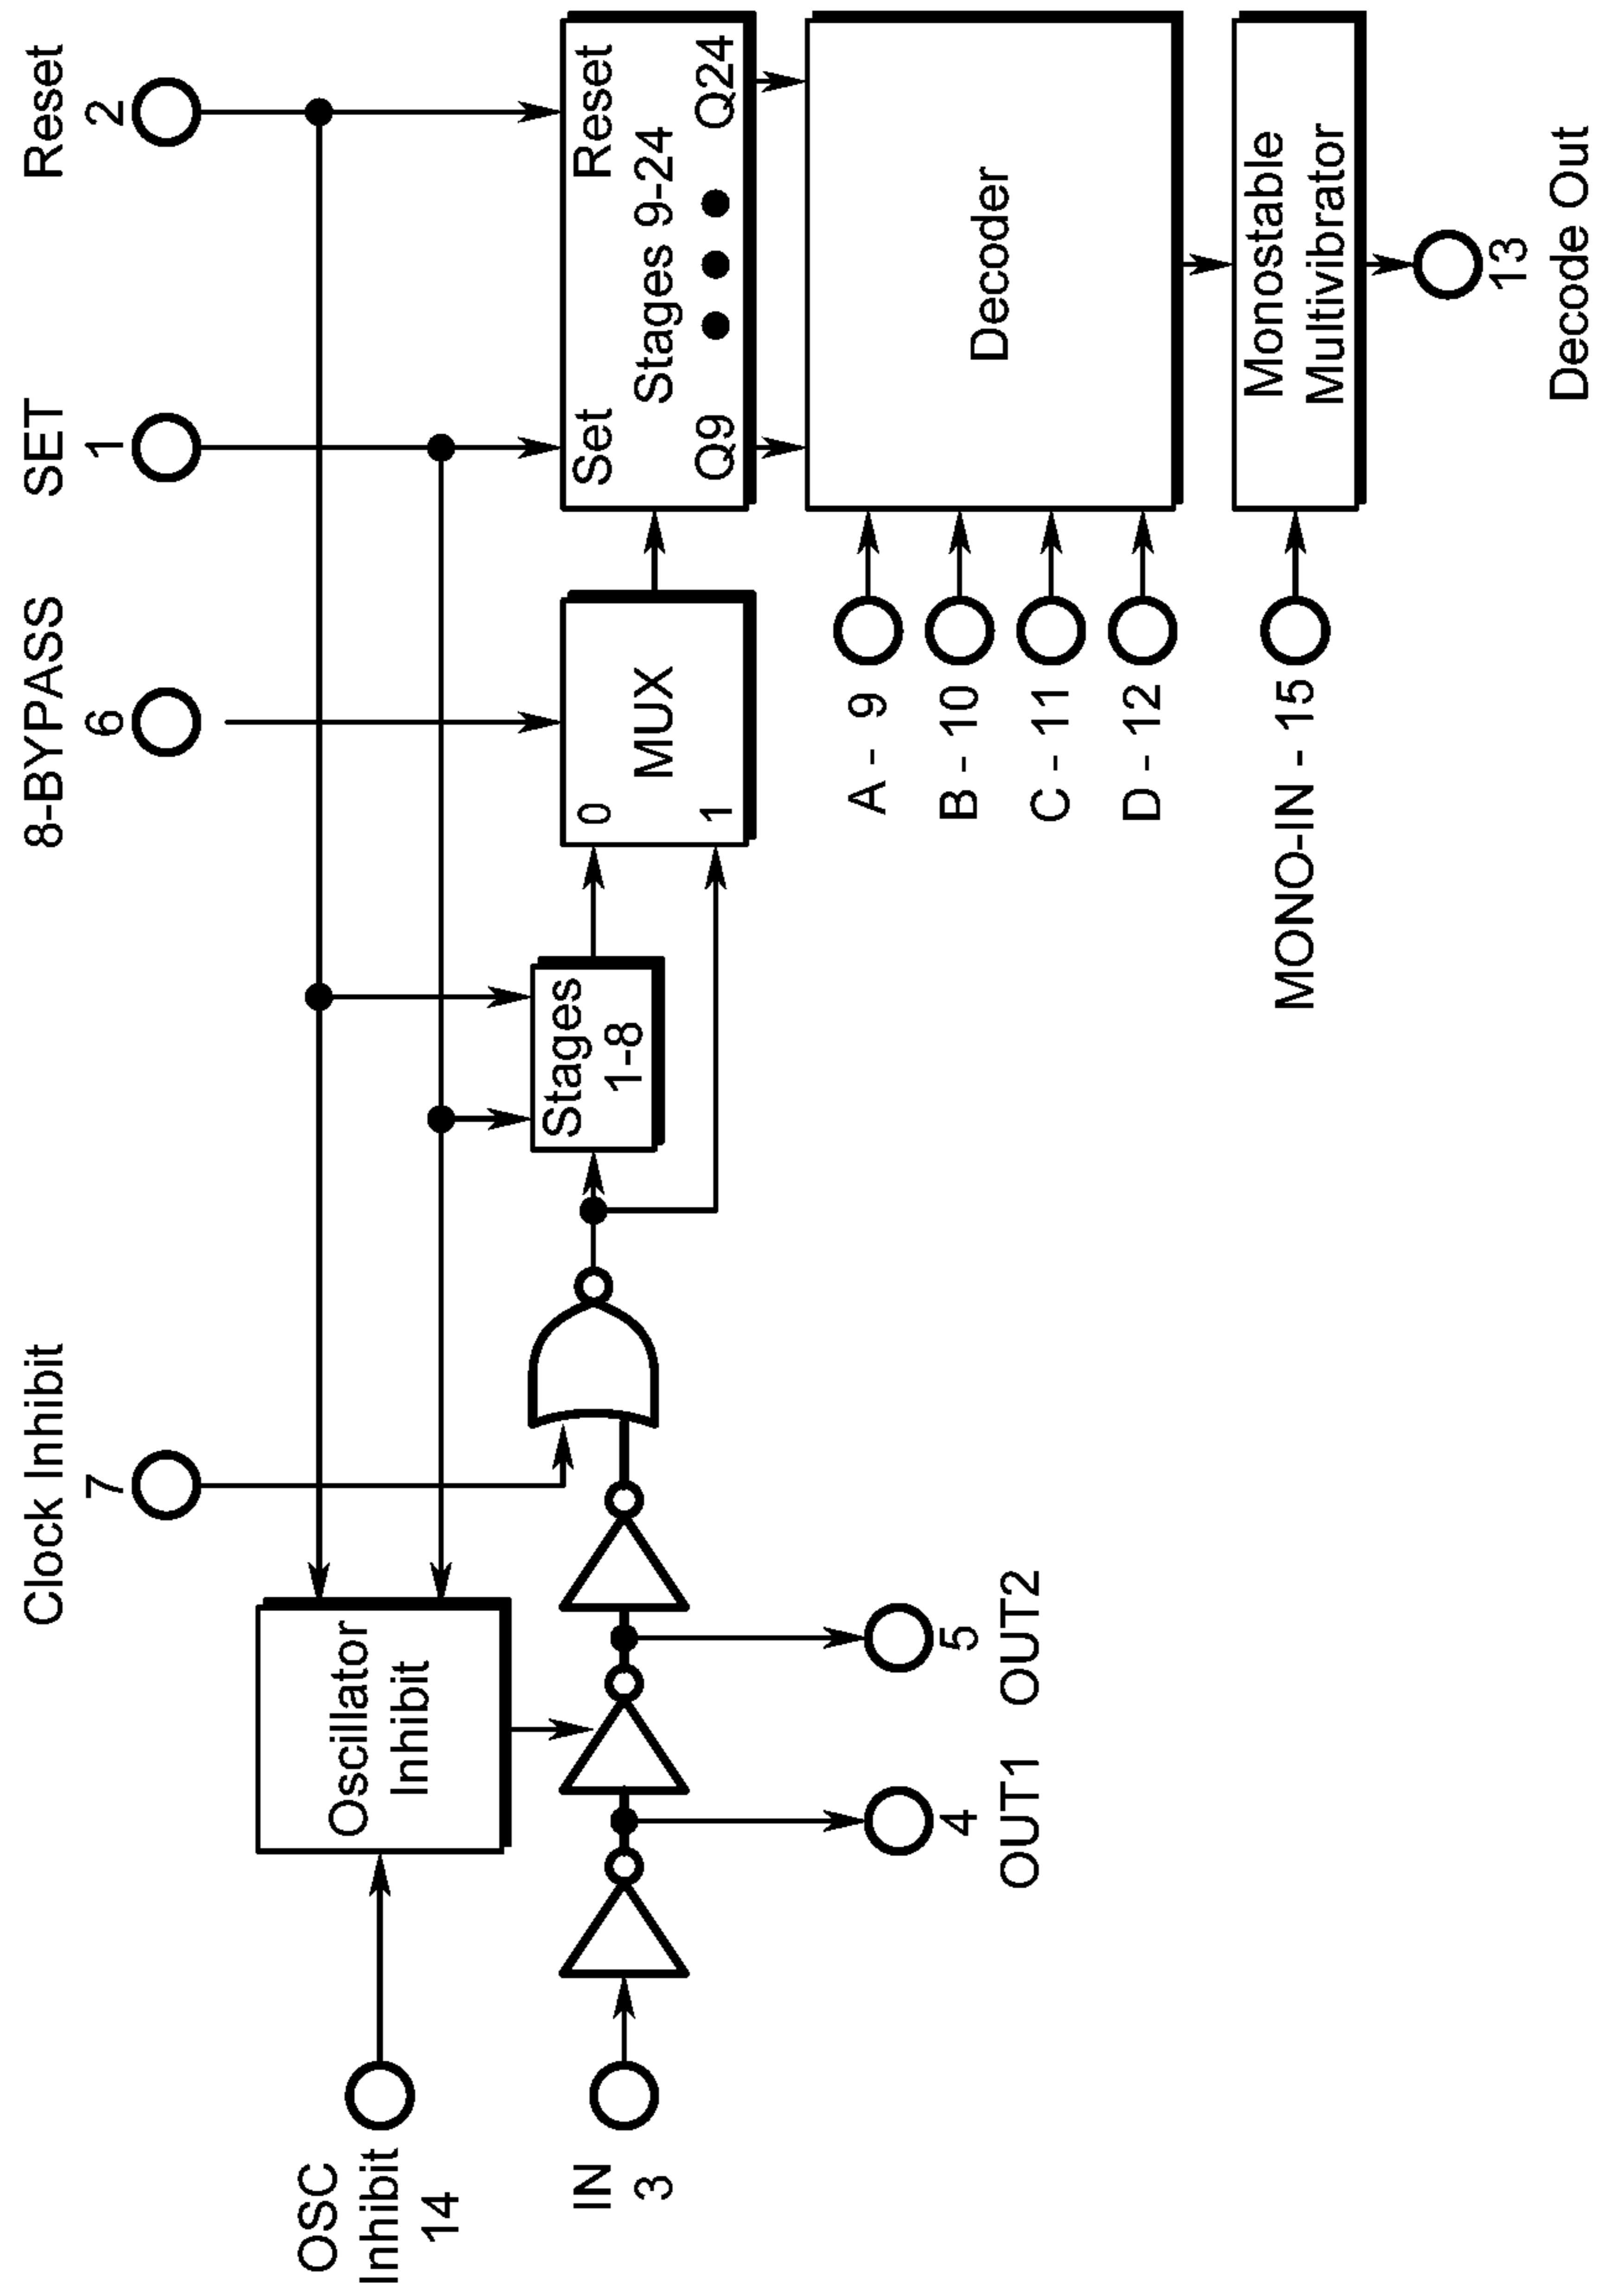 Clock Inhibit
7
8-BYPASS
6
SET
1
Reset
2
OSC
Inhibit
14
Oscillator
Inhibit
IN
3
4
OUT1
5
OUT2
Stages
1-8
0
MUX
1
Set
Reset
Stages 9-24
Q9
Q24
A - 9
B - 10
C - 11
D - 12
Decoder
MONO-IN - 15
Monostable
Multivibrator
13
Decode Out